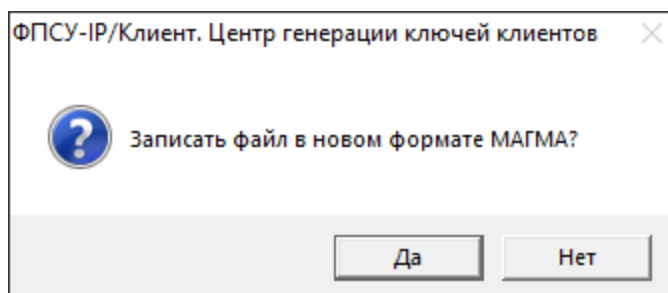 ФПСУ-IP/Клиент. Центр генерации ключей клиентов
Записать файл в новом формате МАГМА?
Да
Нет